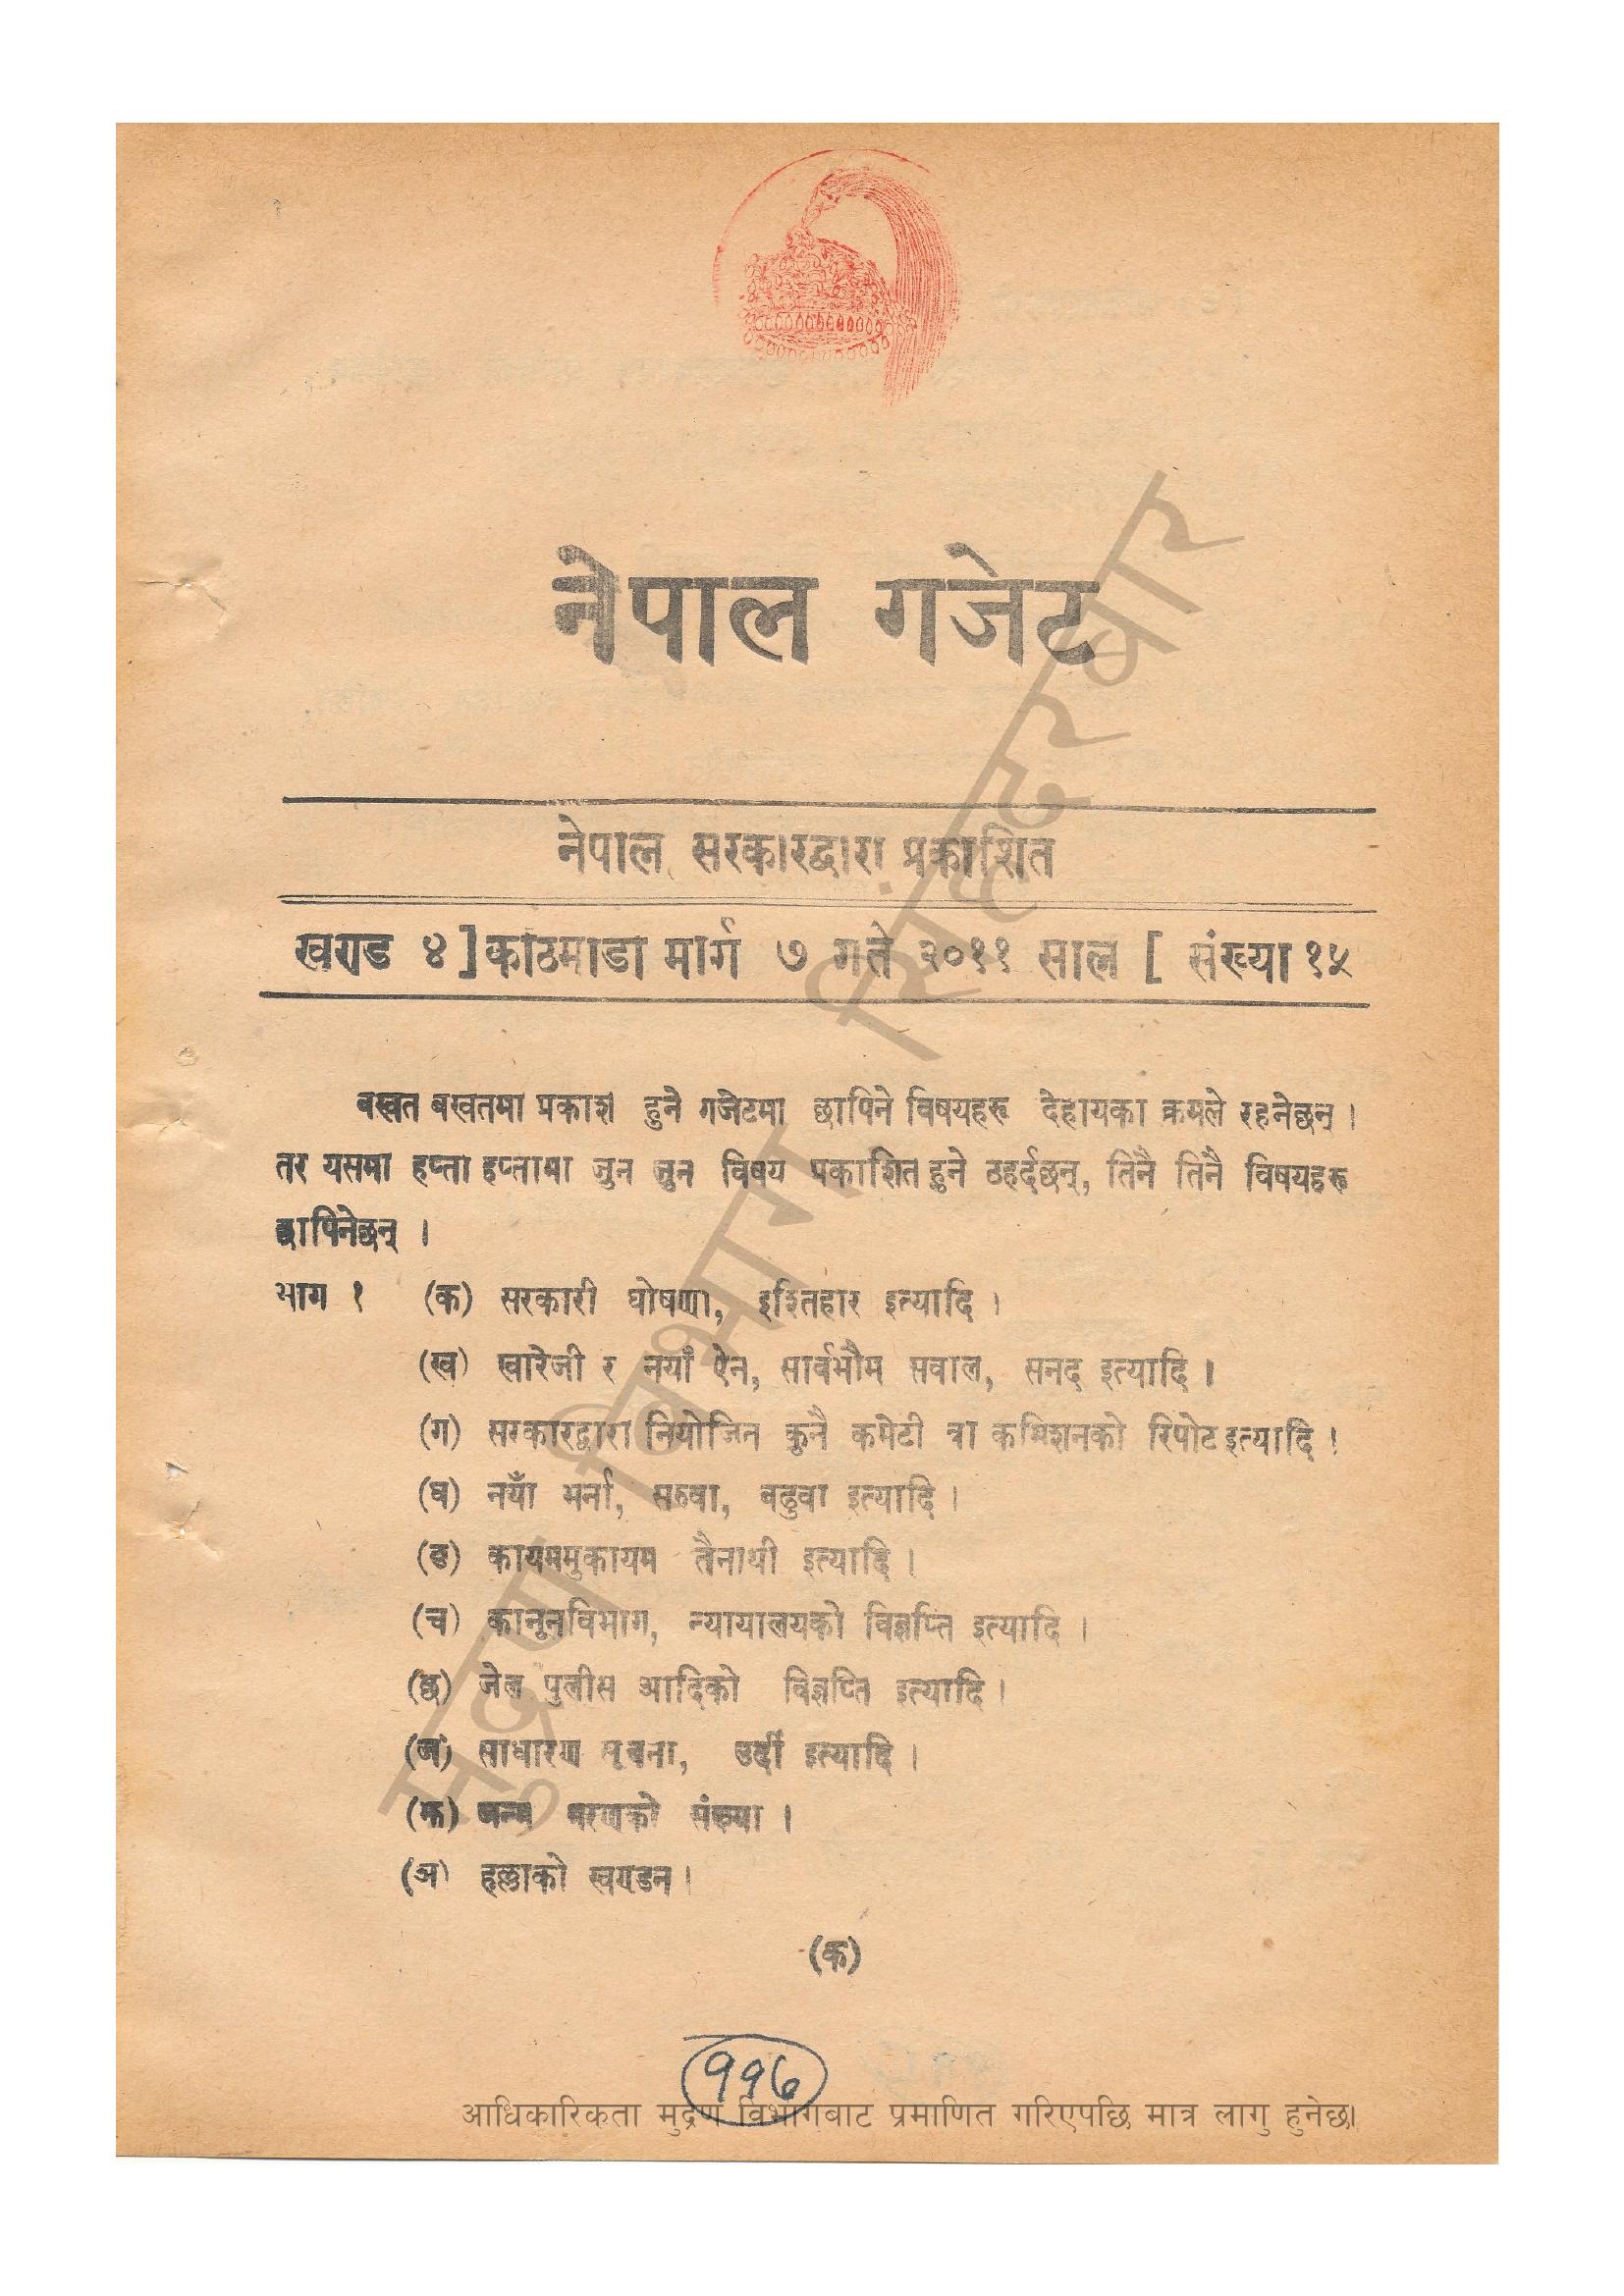 नेपाल गजेट
नेपाल सरकारद्वारा प्रकाशित
खण्ड ४ ] काठमाडौं मार्ग ७ गते २०११ साल [ संख्या १५
बखत बखतमा प्रकाश हुने गजेटमा छापिने विषयहरू देहायका क्रमले रहनेछन् ।
तर यसमा हप्ता हप्तामा जुन जुन विषय प्रकाशित हुने ठहर्दछन्, तिनै तिनै विषयहरू
छापिनेछन् ।
भाग १ (क) सरकारी घोषणा, इश्तिहार इत्यादि ।
(ख) खारेजी र नयाँ ऐन, सार्वभौम सवाल, सनद इत्यादि ।
(ग) सरकारद्वारा नियोजित कुनै कमेटी वा कमिशनको रिपोट इत्यादि ।
(घ) नयाँ भर्ना, सरुवा, बढुवा इत्यादि ।
(ङ) कायममुकायम तैनाथी इत्यादि ।
(च) कानूनविभाग, न्यायालयको विज्ञप्ति इत्यादि ।
(छ) जेल पुलीस आदिको विज्ञप्ति इत्यादि ।
(ज) साधारण सूचना, उर्दी इत्यादि ।
(झ) जन्म मरणको संख्या ।
(ञ) हल्लाको खण्डन ।
(क)
११७
आधिकारिकता मुद्रण विभागबाट प्रमाणित गरिएपछि मात्र लागु हुनेछ।
मुद्रण विभाग सिंहदरबार